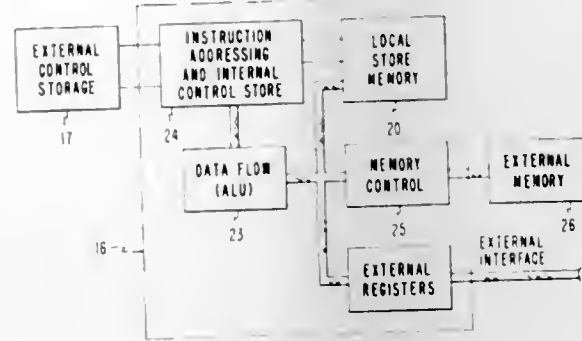 EXTERNAL
CONTROL
STORAGE
17
INSTRUCTION
ADDRESSING
AND INTERNAL
CONTROL STORE
24
LOCAL
STORE
MEMORY
20
DATA FLOW
(ALU)
23
MEMORY
CONTROL
25
EXTERNAL
MEMORY
26
16
EXTERNAL
INTERFACE
EXTERNAL
REGISTERS